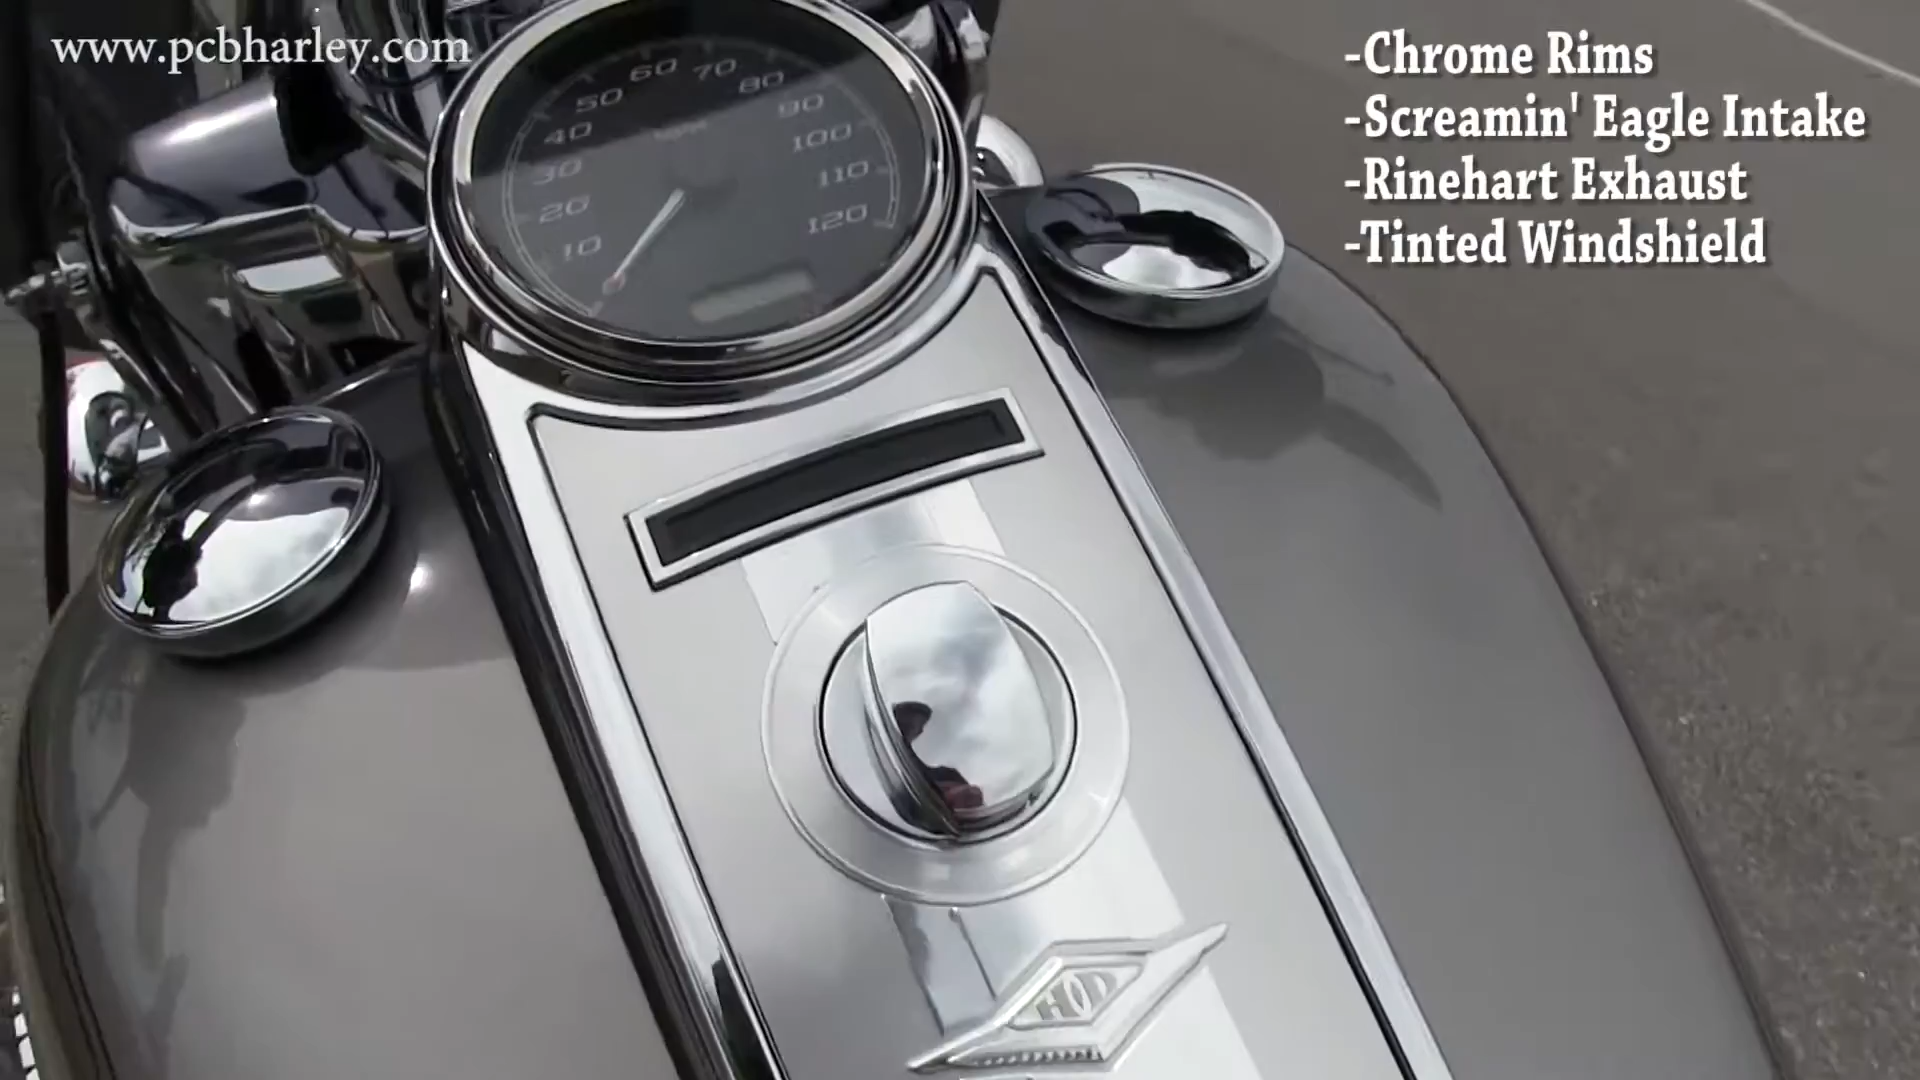 www.pcbharley.com
-Chrome Rims
-Screamin' Eagle Intake
-Rinehart Exhaust
-Tinted Windshield
10
20
30
40
50
60
70
80
90
100
110
120